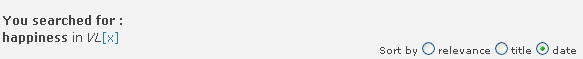 You searched for :
happiness in VL[x]
Sort by relevance title date